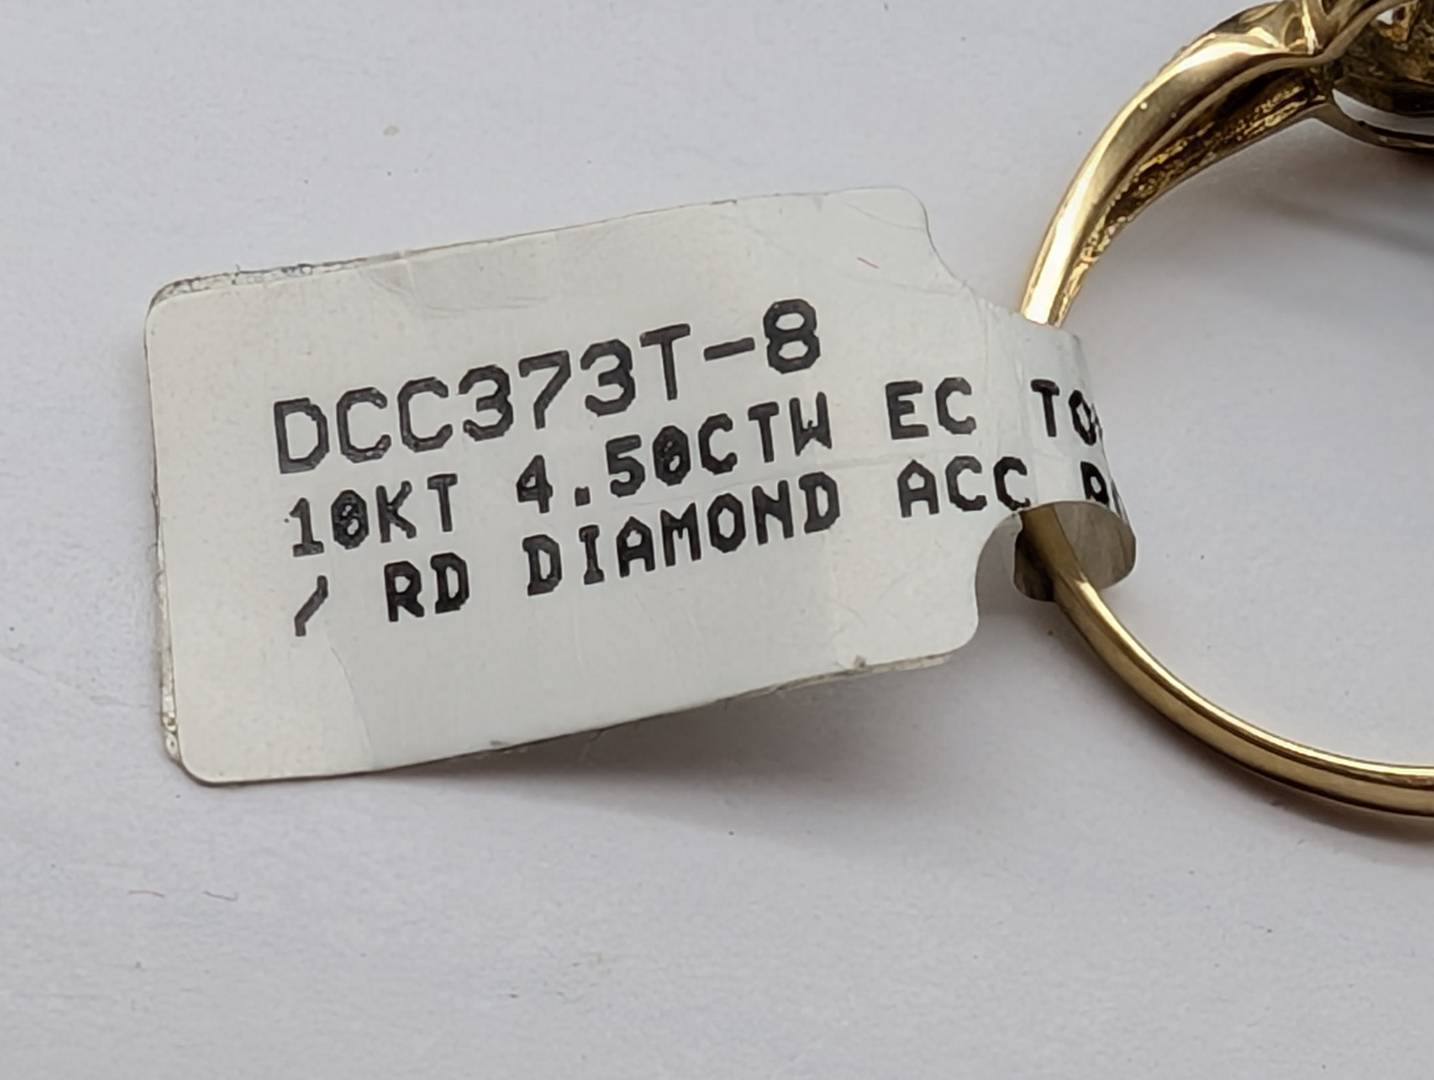 DCC373T-8
10KT 4.50CTW EC
/ RD DIAMOND ACC